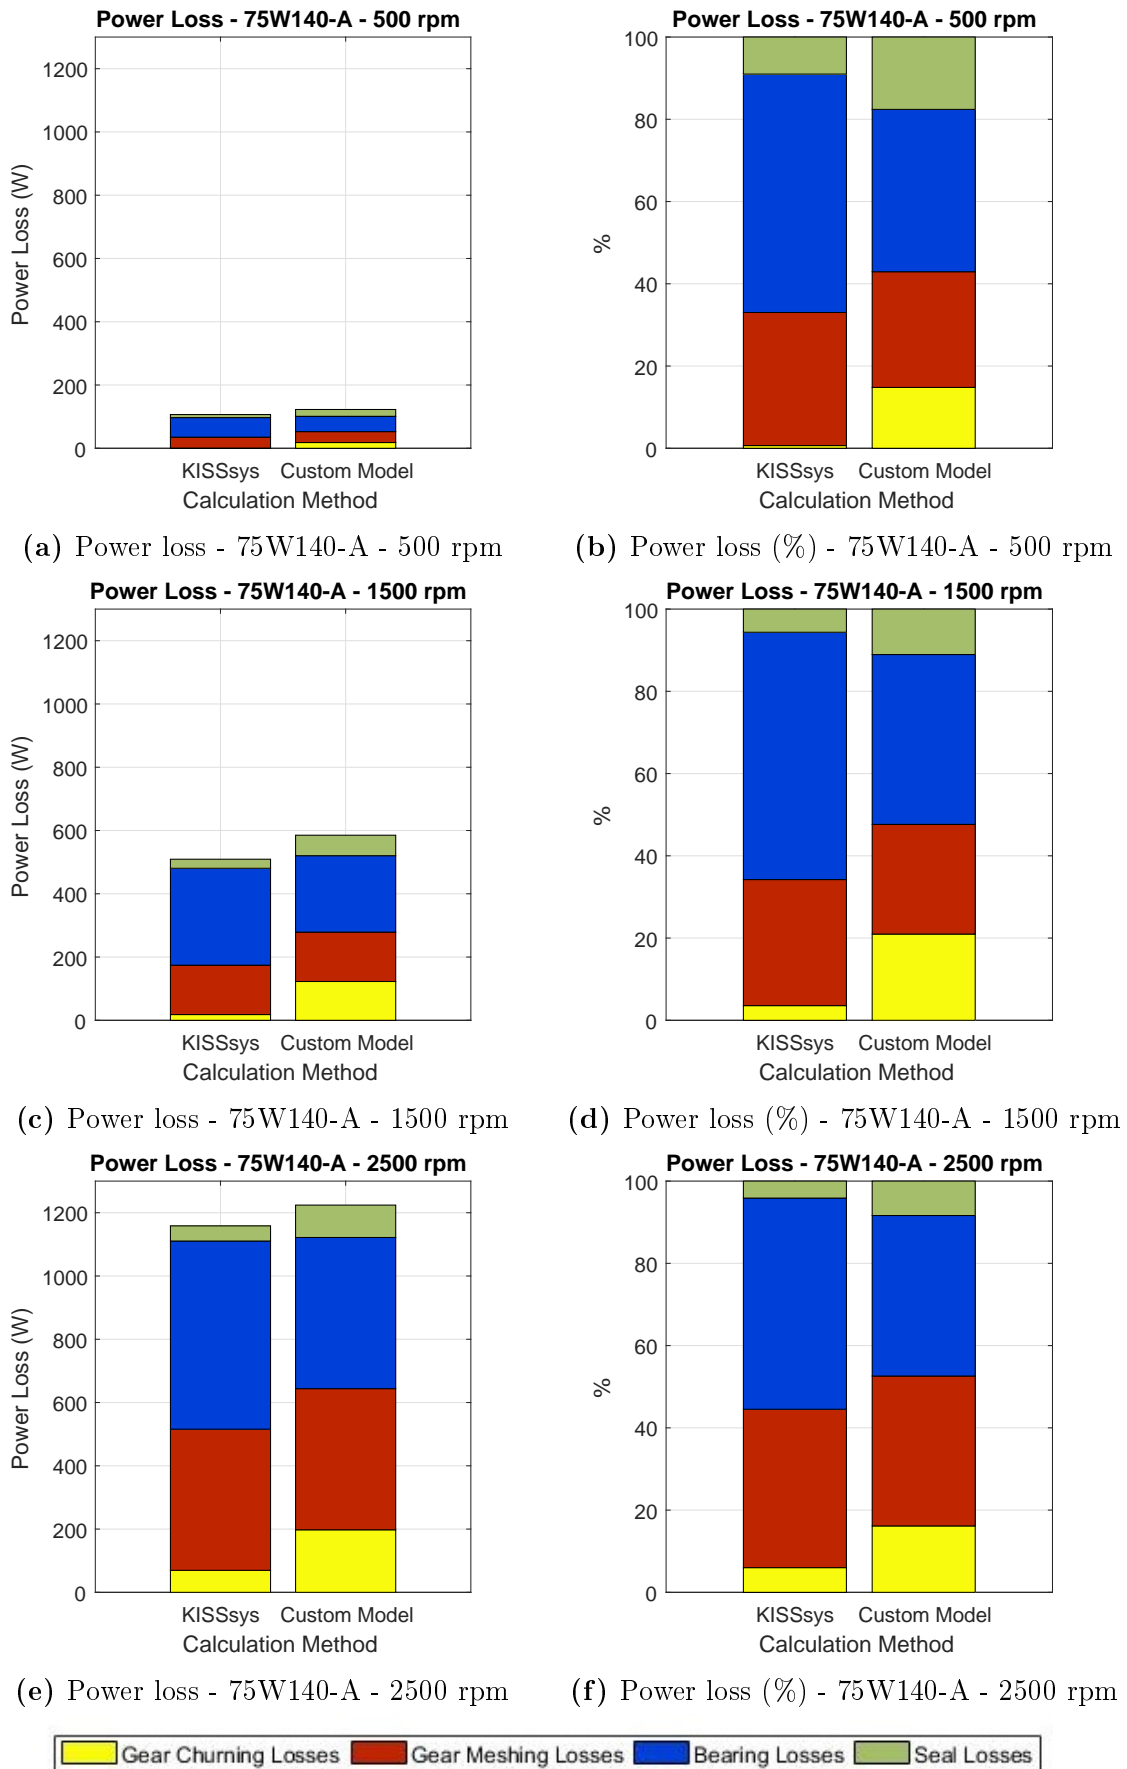 Power Loss - 75W140-A - 500 rpm
1200
1000
800
600
400
200
0
Power Loss (W)
KISSsys Custom Model
Calculation Method
Power Loss - 75W140-A - 500 rpm
100
80
60
40
20
0
%
KISSsys Custom Model
Calculation Method
(a) Power loss - 75W140-A - 500 rpm
(b) Power loss (%) - 75W140-A - 500 rpm
Power Loss - 75W140-A - 1500 rpm
1200
1000
800
600
400
200
0
Power Loss (W)
KISSsys Custom Model
Calculation Method
Power Loss - 75W140-A - 1500 rpm
100
80
60
40
20
0
%
KISSsys Custom Model
Calculation Method
(c) Power loss - 75W140-A - 1500 rpm
(d) Power loss (%) - 75W140-A - 1500 rpm
Power Loss - 75W140-A - 2500 rpm
1200
1000
800
600
400
200
0
Power Loss (W)
KISSsys Custom Model
Calculation Method
Power Loss - 75W140-A - 2500 rpm
100
80
60
40
20
0
%
KISSsys Custom Model
Calculation Method
(e) Power loss - 75W140-A - 2500 rpm
(f) Power loss (%) - 75W140-A - 2500 rpm
Gear Churning Losses Gear Meshing Losses Bearing Losses Seal Losses